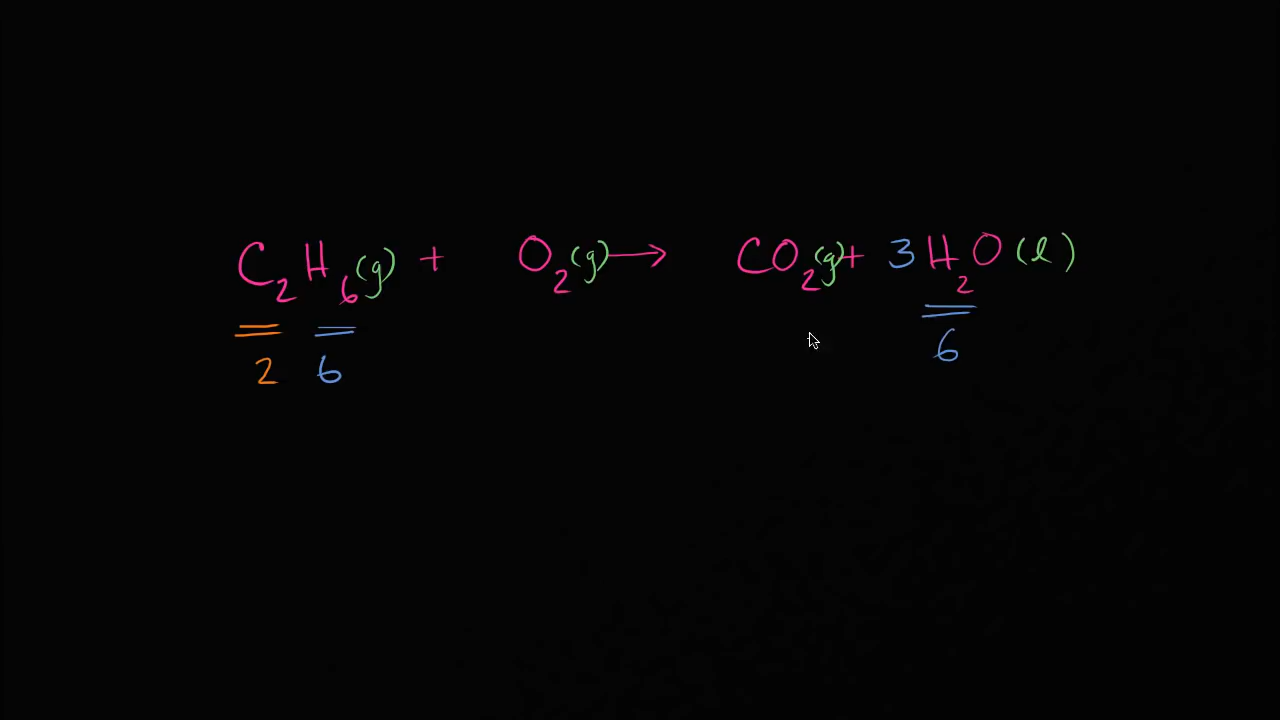 C₂H₆(g) + O₂(g) → CO₂(g) + 3H₂O(l)
2 6 6